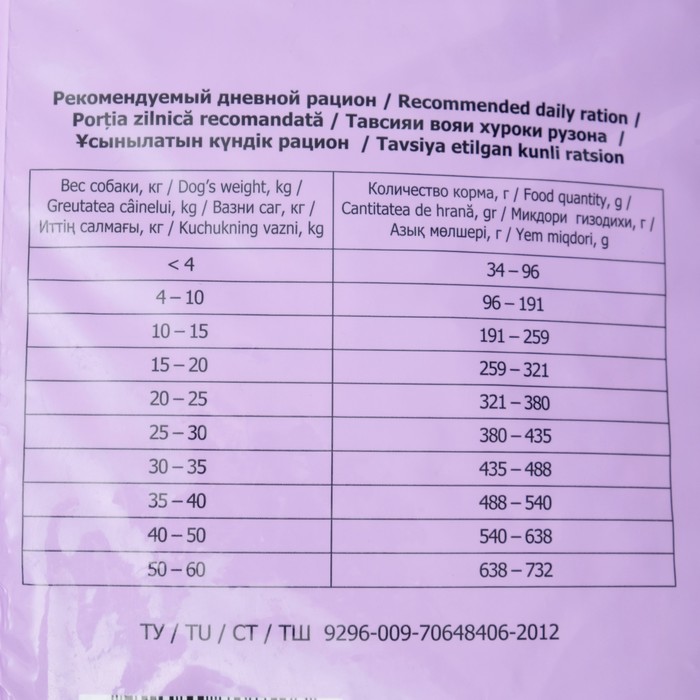 Рекомендуемый дневной рацион / Recommended daily ration /
Porția zilnică recomandată / Тавсияи вояи хуроки рузона /
Ұсынылатын күндік рацион / Tavsiya etilgan kunli ratsion
Вес собаки, кг / Dog's weight, kg /
Greutatea câinelui, kg / Вазни саг, кг /
Иттің салмағы, кг / Kuchukning vazni, kg
Количество корма, г / Food quantity, g /
Cantitatea de hrană, gr / Микдори гизодихи, г /
Азық мөлшері, г / Yem miqdori, g
< 4 34 – 96
4 – 10 96 – 191
10 – 15 191 – 259
15 – 20 259 – 321
20 – 25 321 – 380
25 – 30 380 – 435
30 – 35 435 – 488
35 – 40 488 – 540
40 – 50 540 – 638
50 – 60 638 – 732
ТУ / TU / СТ / ТШ 9296-009-70648406-2012